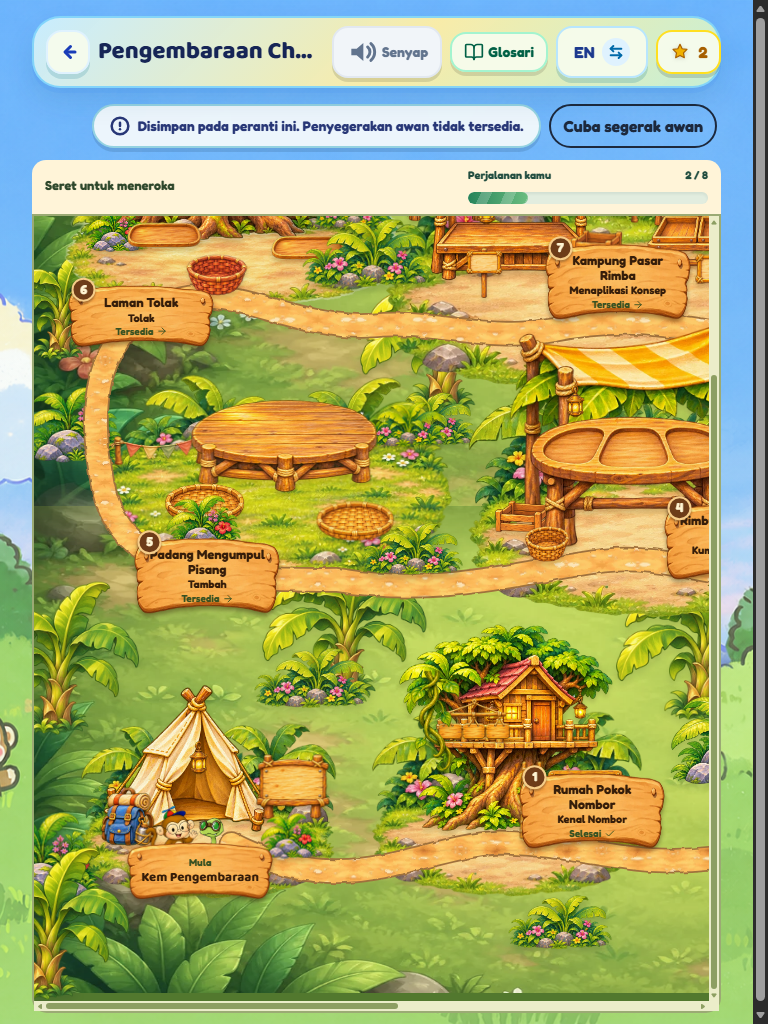 Pengembaraan Ch...
Senyap
Glosari
EN
2
Disimpan pada peranti ini. Penyegerakan awan tidak tersedia.
Cuba segerak awan
Seret untuk meneroka
Perjalanan kamu
2 / 8
7
Kampung Pasar
Rimba
Menaplikasi Konsep
Tersedia →
6
Laman Tolak
Tolak
Tersedia →
4
Rimb
Kum
5
Padang Mengumpul
Pisang
Tambah
Tersedia →
1
Rumah Pokok
Nombor
Kenal Nombor
Selesai ✓
Mula
Kem Pengembaraan